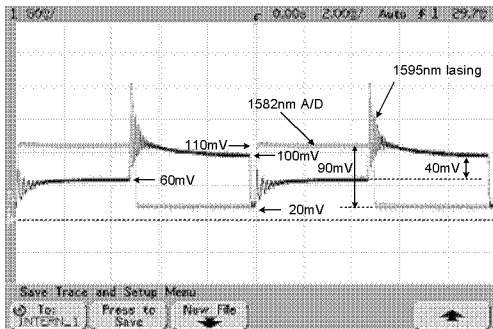 1 50▯/ 0.00s 2.00▯/ Auto 1 29.7▯
1595nm lasing
1582nm A/D
110mV
100mV
90mV
40mV
60mV
20mV
Save Trace and Setup Menu
To: Press to New File
INTERN_1 Save